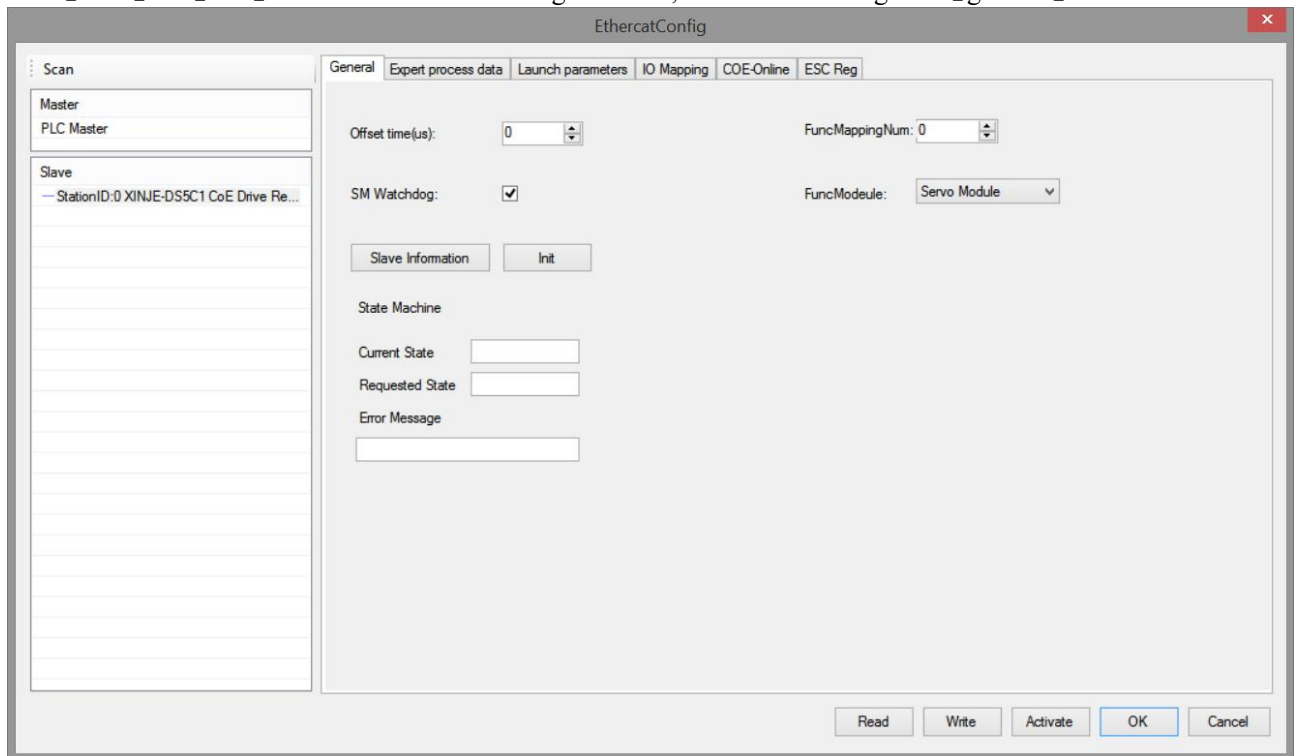 EthercatConfig
Scan
General Expert process data Launch parameters IO Mapping COE-Online ESC Reg
Master
PLC Master
Slave
StationID:0 XINJE-DS5C1 CoE Drive Re...
Offset time(us): 0
FuncMappingNum: 0
SM Watchdog:
FuncModeule: Servo Module
Slave Information Init
State Machine
Current State
Requested State
Error Message
Read Write Activate OK Cancel